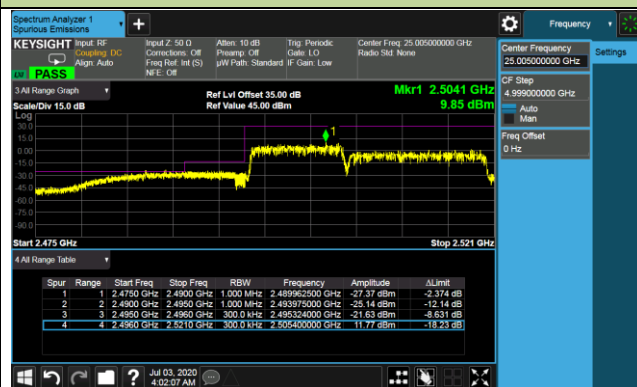 Spectrum Analyzer 1
Spurious Emissions
+
Frequency
KEYSIGHT
Input: RF
Coupling: DC
Align: Auto
Input Z: 50 Ω
Corrections: Off
Freq Ref: Int (S)
NFE: Off
Atten: 10 dB
Preamp: Off
µW Path: Standard
Trig: Periodic
Gate: LO
IF Gain: Low
Center Freq: 25.005000000 GHz
Radio Std: None
PASS
Center Frequency
25.005000000 GHz
Settings
CF Step
4.999000000 GHz
Auto
Man
Freq Offset
0 Hz
3 All Range Graph
Scale/Div 15.0 dB
Ref Lvl Offset 35.00 dB
Ref Value 45.00 dBm
Mkr1 2.5041 GHz
9.85 dBm
Log
30.0
15.0
0.00
-15.0
-30.0
-45.0
-60.0
-75.0
-90.0
1
Start 2.475 GHz
Stop 2.521 GHz
4 All Range Table
Spur Range Start Freq Stop Freq RBW Frequency Amplitude ΔLimit
1 1 2.4750 GHz 2.4900 GHz 1.000 MHz 2.489962500 GHz -27.37 dBm -2.374 dB
2 2 2.4900 GHz 2.4950 GHz 1.000 MHz 2.493975000 GHz -25.14 dBm -12.14 dB
3 3 2.4950 GHz 2.4960 GHz 300.0 kHz 2.495324000 GHz -21.63 dBm -8.631 dB
4 4 2.4960 GHz 2.5210 GHz 300.0 kHz 2.505400000 GHz 11.77 dBm -18.23 dB
?
Jul 03, 2020
4:02:07 AM